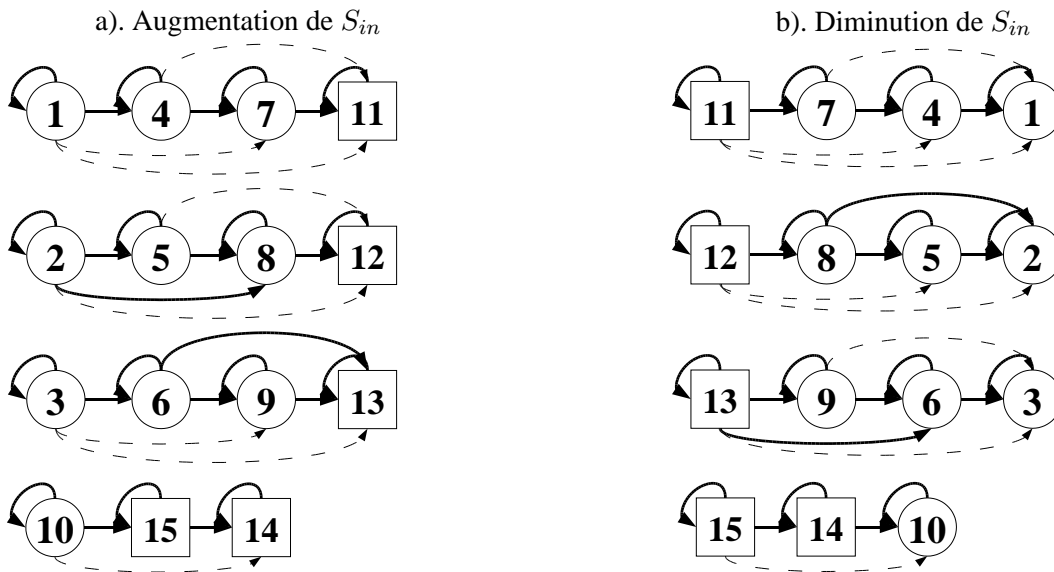 a). Augmentation de S_in
b). Diminution de S_in
1 4 7 11
11 7 4 1
2 5 8 12
12 8 5 2
3 6 9 13
13 9 6 3
10 15 14
15 14 10